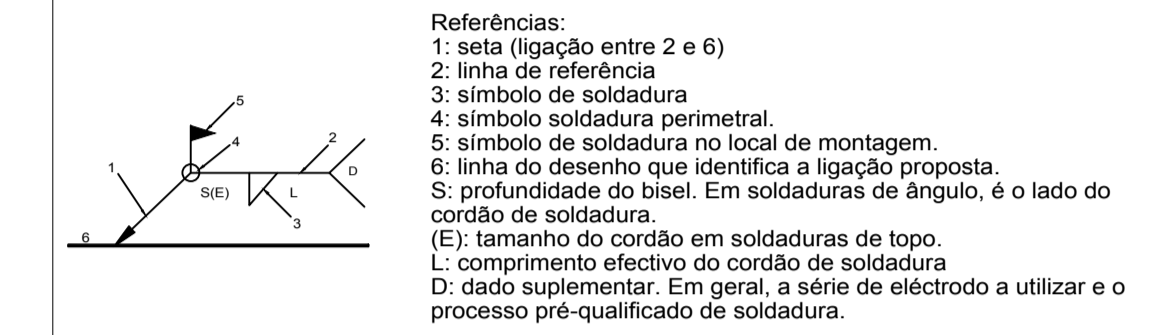 Referências:
1: seta (ligação entre 2 e 6)
2: linha de referência
3: símbolo de soldadura
4: símbolo soldadura perimetral.
5: símbolo de soldadura no local de montagem.
6: linha do desenho que identifica a ligação proposta.
S: profundidade do bisel. Em soldaduras de ângulo, é o lado do
cordão de soldadura.
(E): tamanho do cordão em soldaduras de topo.
L: comprimento efectivo do cordão de soldadura
D: dado suplementar. Em geral, a série de eléctrodo a utilizar e o
processo pré-qualificado de soldadura.
5
4
2
1
D
S(E)
L
3
6